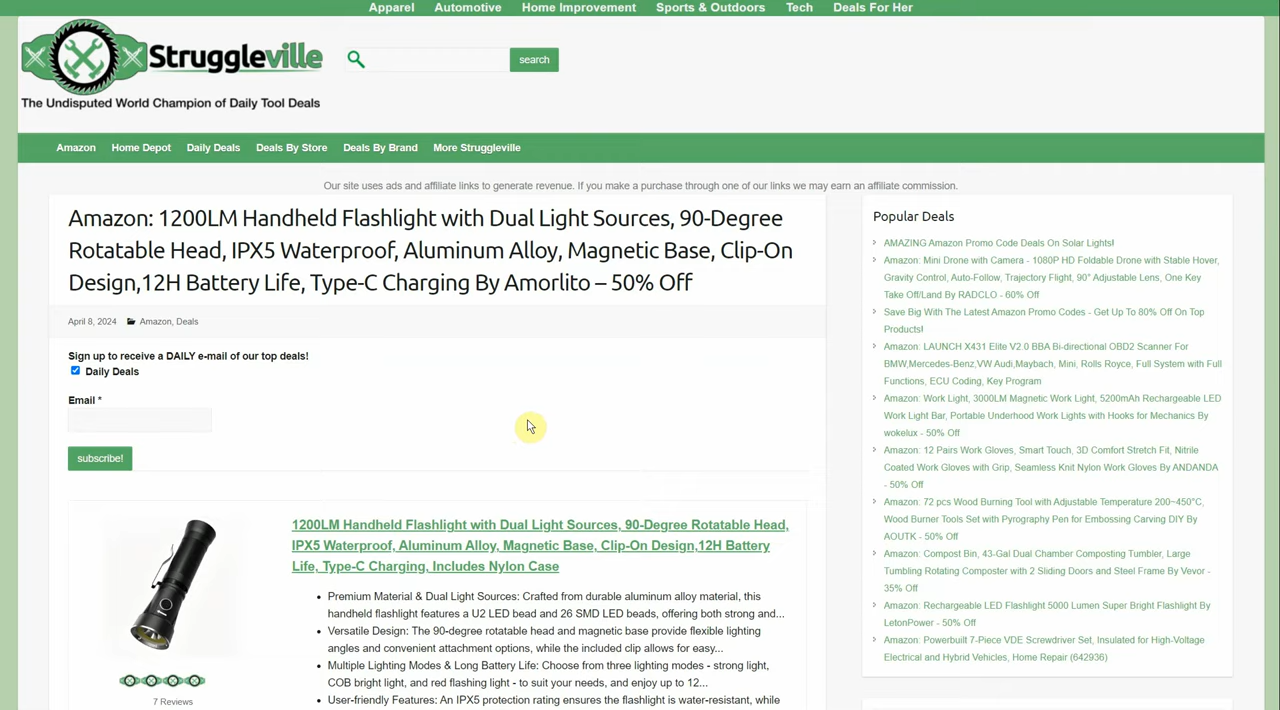 Apparel Automotive Home Improvement Sports & Outdoors Tech Deals For Her
Struggleville
search
The Undisputed World Champion of Daily Tool Deals
Amazon Home Depot Daily Deals Deals By Store Deals By Brand More Struggleville
Our site uses ads and affiliate links to generate revenue. If you make a purchase through one of our links we may earn an affiliate commission.
Amazon: 1200LM Handheld Flashlight with Dual Light Sources, 90-Degree
Rotatable Head, IPX5 Waterproof, Aluminum Alloy, Magnetic Base, Clip-On
Design,12H Battery Life, Type-C Charging By Amorlito – 50% Off
April 8, 2024 Amazon, Deals
Sign up to receive a DAILY e-mail of our top deals!
Daily Deals
Email *
subscribe!
1200LM Handheld Flashlight with Dual Light Sources, 90-Degree Rotatable Head,
IPX5 Waterproof, Aluminum Alloy, Magnetic Base, Clip-On Design,12H Battery
Life, Type-C Charging, Includes Nylon Case
Premium Material & Dual Light Sources: Crafted from durable aluminum alloy material, this
handheld flashlight features a U2 LED bead and 26 SMD LED beads, offering both strong and...
Versatile Design: The 90-degree rotatable head and magnetic base provide flexible lighting
angles and convenient attachment options, while the included clip allows for easy...
Multiple Lighting Modes & Long Battery Life: Choose from three lighting modes - strong light,
COB bright light, and red flashing light - to suit your needs, and enjoy up to 12...
User-friendly Features: An IPX5 protection rating ensures the flashlight is water-resistant, while
7 Reviews
Popular Deals
AMAZING Amazon Promo Code Deals On Solar Lights!
Amazon: Mini Drone with Camera - 1080P HD Foldable Drone with Stable Hover,
Gravity Control, Auto-Follow, Trajectory Flight, 90° Adjustable Lens, One Key
Take Off/Land By RADCLO - 60% Off
Save Big With The Latest Amazon Promo Codes - Get Up To 80% Off On Top
Products!
Amazon: LAUNCH X431 Elite V2.0 BBA Bi-directional OBD2 Scanner For
BMW,Mercedes-Benz,VW Audi,Maybach, Mini, Rolls Royce, Full System with Full
Functions, ECU Coding, Key Program
Amazon: Work Light, 3000LM Magnetic Work Light, 5200mAh Rechargeable LED
Work Light Bar, Portable Underhood Work Lights with Hooks for Mechanics By
wokelux - 50% Off
Amazon: 12 Pairs Work Gloves, Smart Touch, 3D Comfort Stretch Fit, Nitrile
Coated Work Gloves with Grip, Seamless Knit Nylon Work Gloves By ANDANDA
- 50% Off
Amazon: 72 pcs Wood Burning Tool with Adjustable Temperature 200~450°C,
Wood Burner Tools Set with Pyrography Pen for Embossing Carving DIY By
AOUTK - 50% Off
Amazon: Compost Bin, 43-Gal Dual Chamber Composting Tumbler, Large
Tumbling Rotating Composter with 2 Sliding Doors and Steel Frame By Vevor -
35% Off
Amazon: Rechargeable LED Flashlight 5000 Lumen Super Bright Flashlight By
LetonPower - 50% Off
Amazon: Powerbuilt 7-Piece VDE Screwdriver Set, Insulated for High-Voltage
Electrical and Hybrid Vehicles, Home Repair (642936)